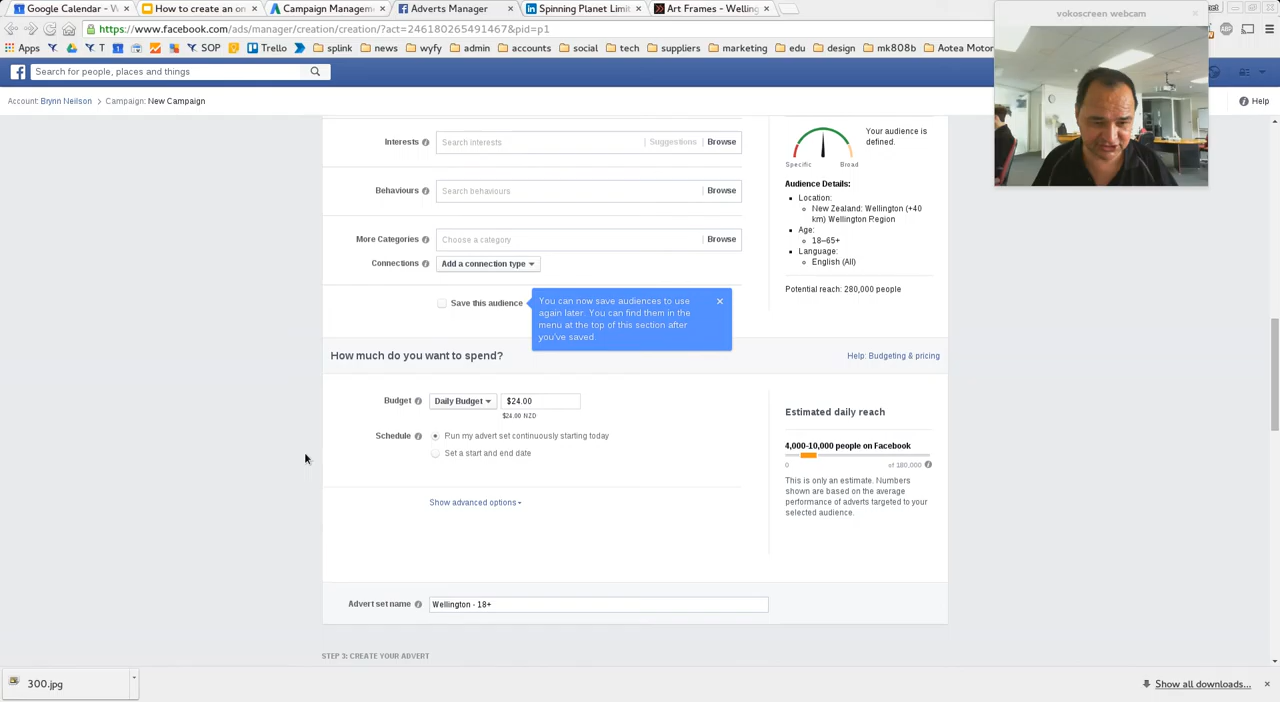 Google Calendar - V
How to create an on
Campaign Manageme
Adverts Manager
Spinning Planet Limit
Art Frames - Welling
vokoscreen webcam
https://www.facebook.com/ads/manager/creation/creation/?act=246180265491467&pid=p1
Apps
T
SOP
Trello
splink
news
wyfy
admin
accounts
social
tech
suppliers
marketing
edu
design
mk808b
Aotea Mor
Search for people, places and things
Account: Brynn Neilson > Campaign: New Campaign
Help
Interests
Search interests
Suggestions
Browse
Behaviours
Search behaviours
Browse
More Categories
Choose a category
Browse
Connections
Add a connection type
Save this audience
You can now save audiences to use
again later. You can find them in the
menu at the top of this section after
you've saved.
Your audience is
defined.
Specific
Broad
Audience Details:
Location:
New Zealand: Wellington (+40
km) Wellington Region
Age:
18–65+
Language:
English (All)
Potential reach: 280,000 people
How much do you want to spend?
Help: Budgeting & pricing
Budget
Daily Budget
$24.00
$24.00 NZD
Schedule
Run my advert set continuously starting today
Set a start and end date
Show advanced options
Estimated daily reach
4,000-10,000 people on Facebook
0
of 180,000
This is only an estimate. Numbers
shown are based on the average
performance of adverts targeted to your
selected audience.
Advert set name
Wellington - 18+
STEP 3: CREATE YOUR ADVERT
300.jpg
Show all downloads...